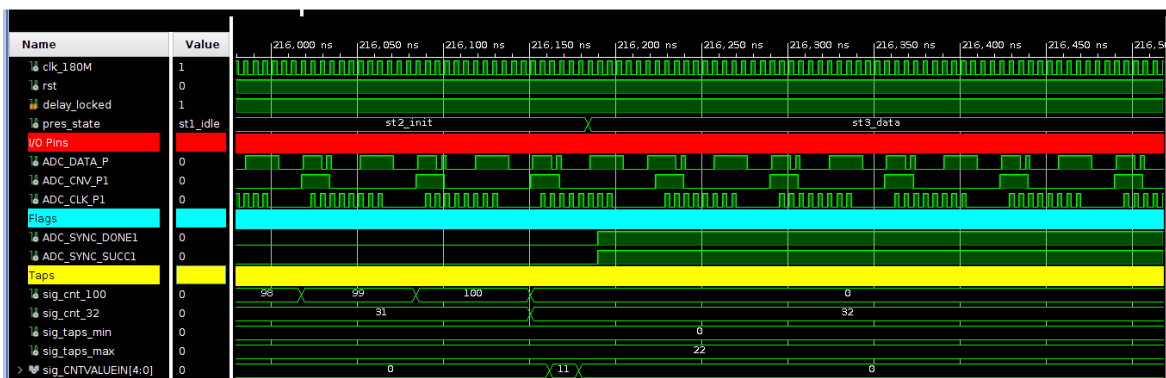 Name Value 216,000 ns 216,050 ns 216,100 ns 216,150 ns 216,200 ns 216,250 ns 216,300 ns 216,350 ns 216,400 ns 216,450 ns 216,5
clk_180M 1
rst 0
delay_locked 1
pres_state st1_idle st2_init st3_data
I/O Pins
ADC_DATA_P 0
ADC_CNV_P1 0
ADC_CLK_P1 0
Flags
ADC_SYNC_DONE1 0
ADC_SYNC_SUCC1 0
Taps
sig_cnt_100 0 98 99 100 0
sig_cnt_32 0 31 32
sig_taps_min 0 0
sig_taps_max 0 22
sig_CNTVALUEIN[4:0] 0 0 11 0